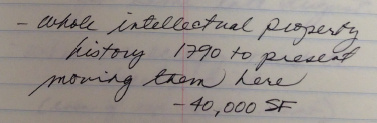 - whole intellectual property
history 1790 to present
moving them here
- 40,000 SF